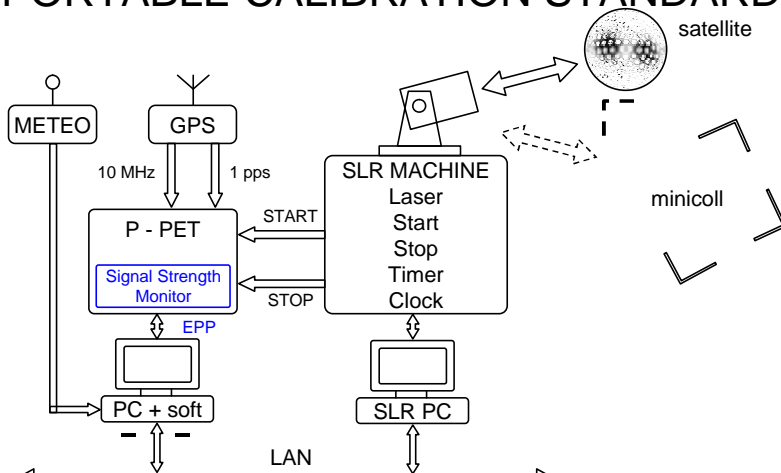 PORTABLE CALIBRATION STANDARD
satellite
METEO
GPS
10 MHz
1 pps
SLR MACHINE
Laser
Start
Stop
Timer
Clock
minicoll
P - PET
START
Signal Strength
Monitor
STOP
EPP
PC + soft
SLR PC
LAN